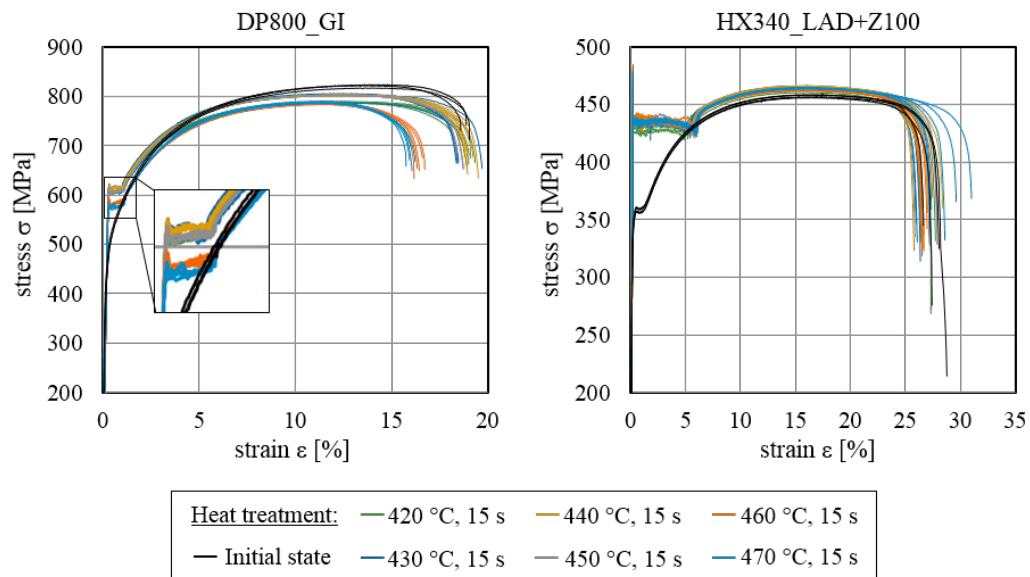 DP800_GI
900
800
700
600
500
400
300
200
stress σ [MPa]
0 5 10 15 20
strain ε [%]
HX340_LAD+Z100
500
450
400
350
300
250
200
stress σ [MPa]
0 5 10 15 20 25 30 35
strain ε [%]
Heat treatment: 420 °C, 15 s 440 °C, 15 s 460 °C, 15 s
Initial state 430 °C, 15 s 450 °C, 15 s 470 °C, 15 s